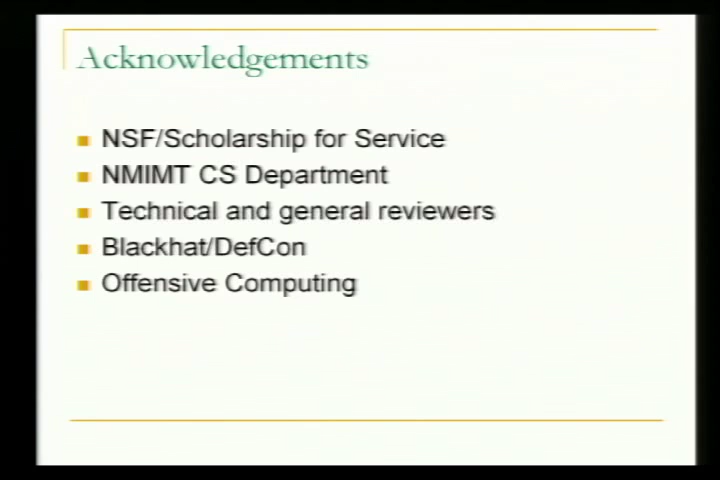 Acknowledgements
NSF/Scholarship for Service
NMIMT CS Department
Technical and general reviewers
Blackhat/DefCon
Offensive Computing